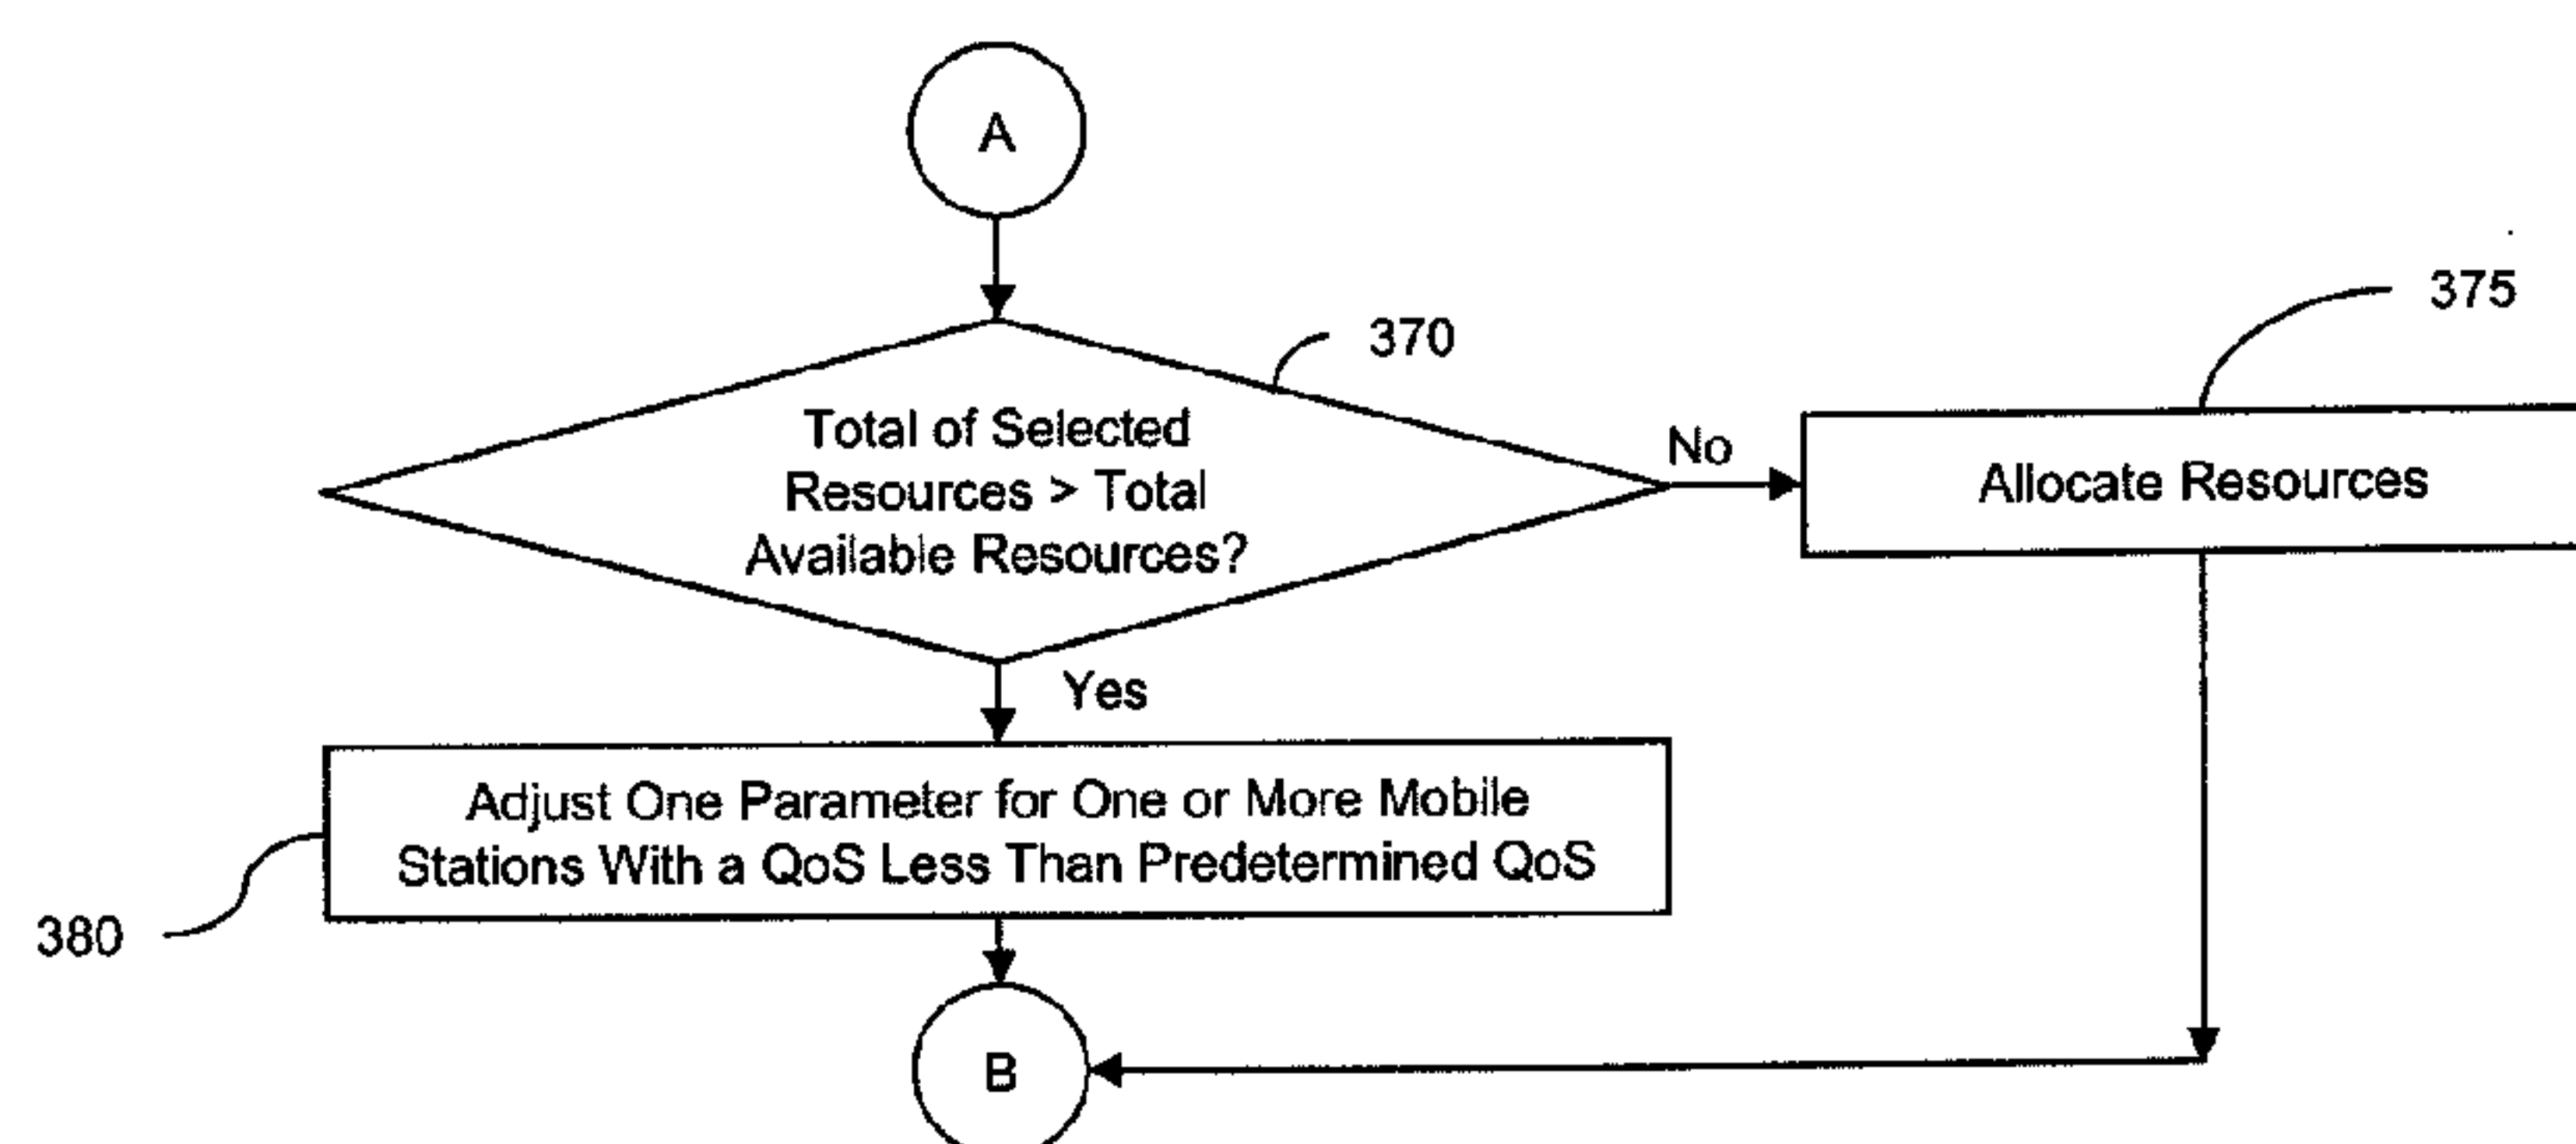 A
370
375
Total of Selected
Resources > Total
Available Resources?
No
Allocate Resources
Yes
Adjust One Parameter for One or More Mobile
Stations With a QoS Less Than Predetermined QoS
380
B